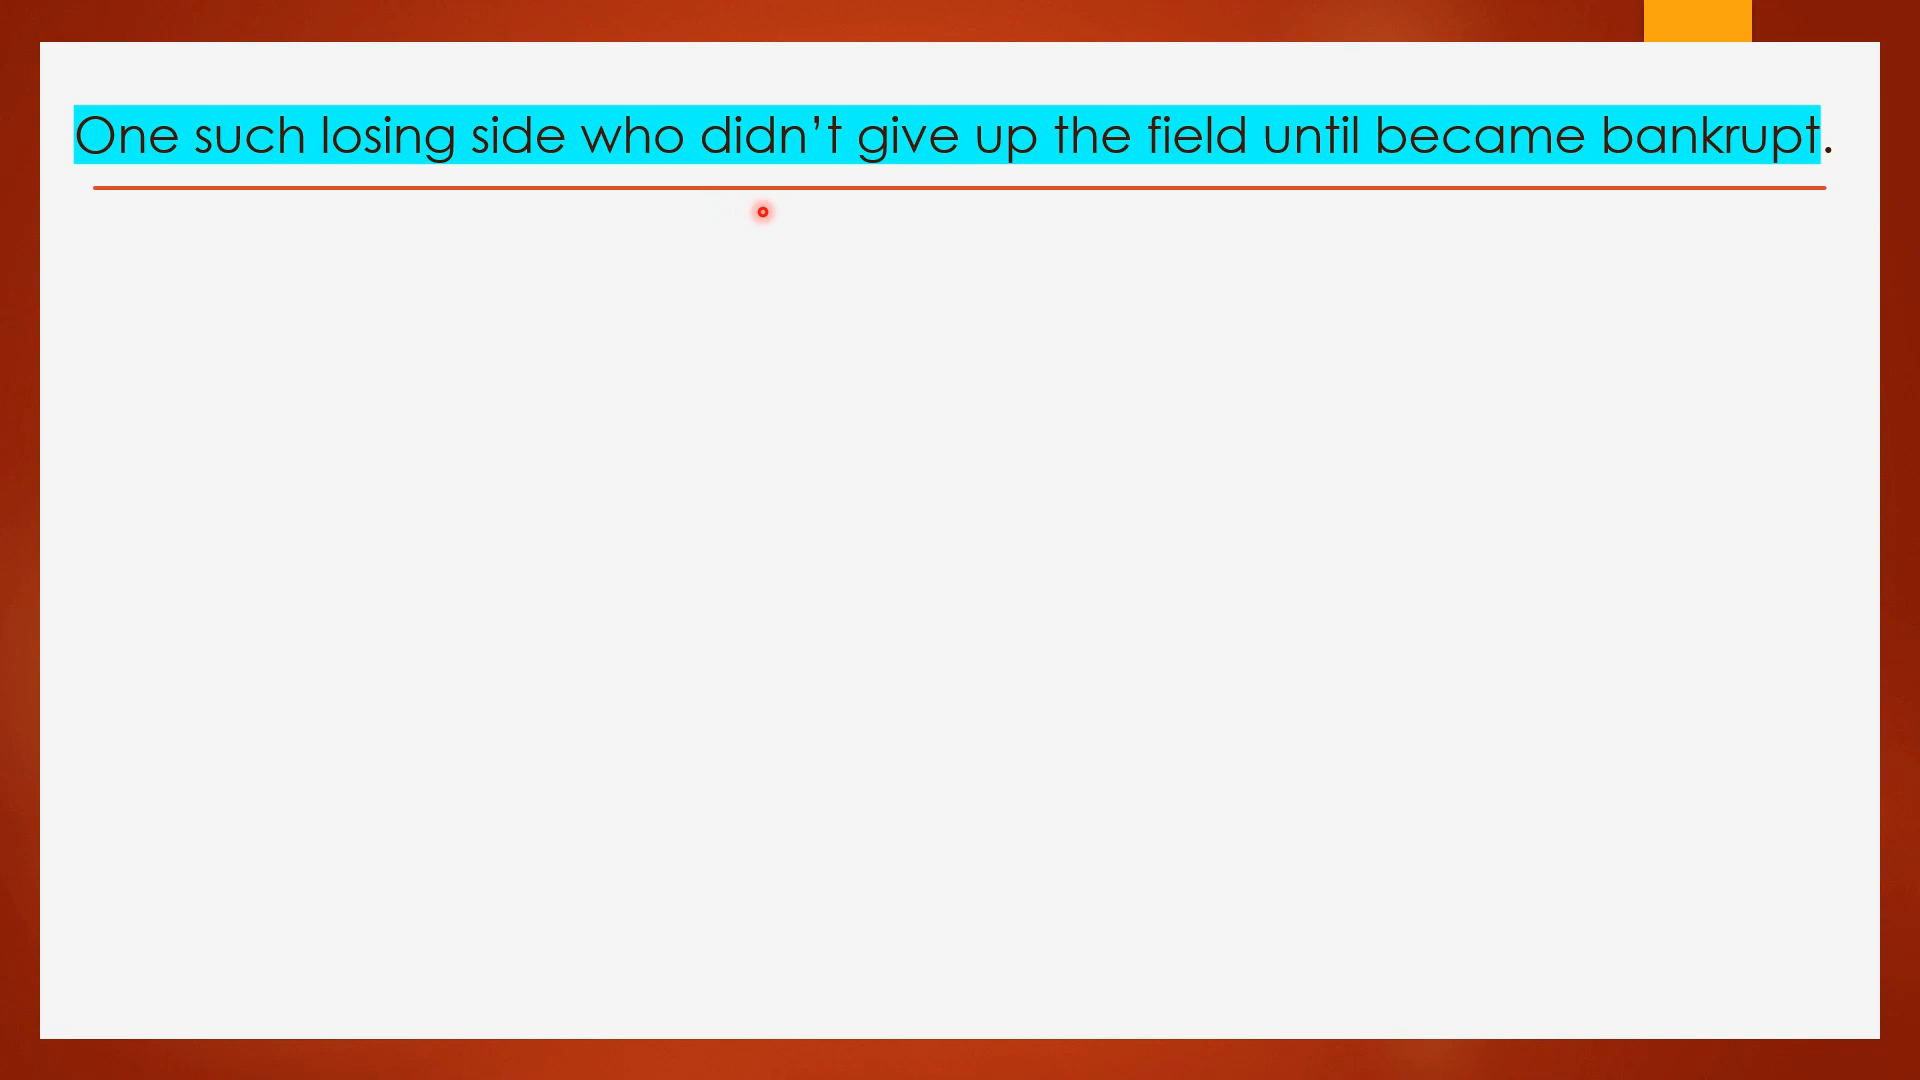 One such losing side who didn’t give up the field until became bankrupt.